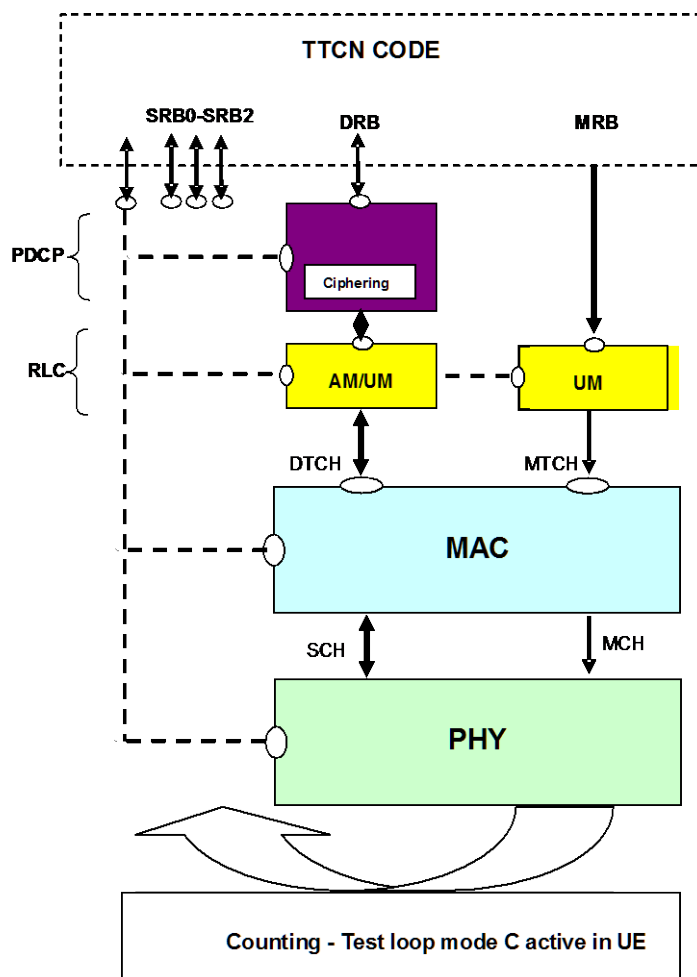 TTCN CODE
SRB0-SRB2
DRB
MRB
PDCP
Ciphering
RLC
AM/UM
UM
DTCH
MTCH
MAC
SCH
MCH
PHY
Counting - Test loop mode C active in UE